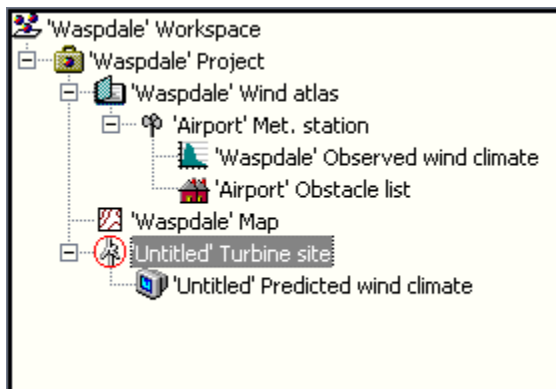 'Waspdale' Workspace
'Waspdale' Project
'Waspdale' Wind atlas
'Airport' Met. station
'Waspdale' Observed wind climate
'Airport' Obstacle list
'Waspdale' Map
Untitled' Turbine site
'Untitled' Predicted wind climate